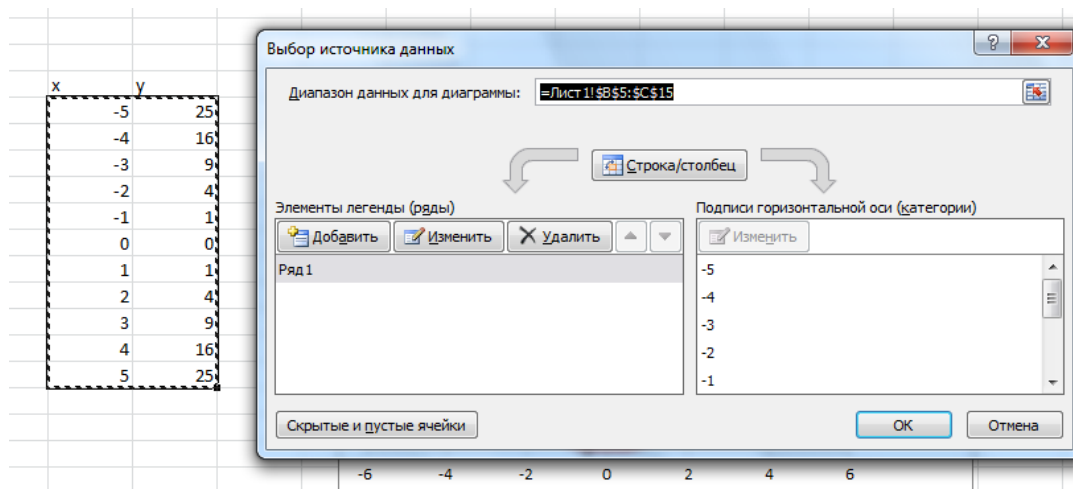 Выбор источника данных
Диапазон данных для диаграммы: =Лист1!$B$5:$C$15
Строка/столбец
Элементы легенды (ряды)
Добавить Изменить Удалить
Ряд1
Подписи горизонтальной оси (категории)
Изменить
-5
-4
-3
-2
-1
Скрытые и пустые ячейки
ОК Отмена
x y
-5 25
-4 16
-3 9
-2 4
-1 1
0 0
1 1
2 4
3 9
4 16
5 25
-6 -4 -2 0 2 4 6